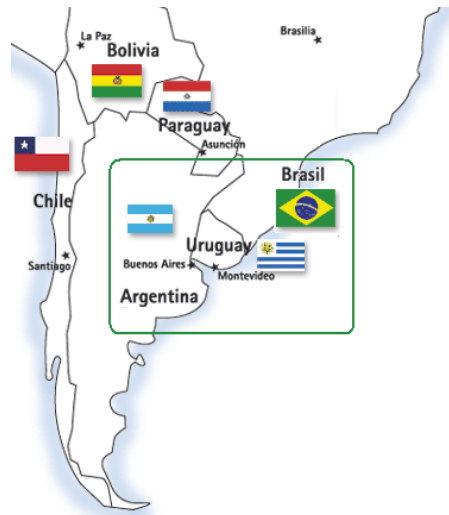 Brasilia
La Paz
Bolivia
Paraguay
Asunción
Brasil
Chile
Uruguay
Santiago
Buenos Aires
Montevideo
Argentina